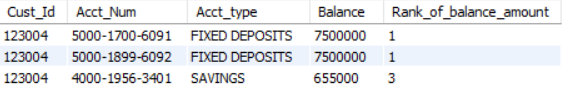 Cust_Id Acct_Num Acct_type Balance Rank_of_balance_amount
123004 5000-1700-6091 FIXED DEPOSITS 7500000 1
123004 5000-1899-6092 FIXED DEPOSITS 7500000 1
123004 4000-1956-3401 SAVINGS 655000 3